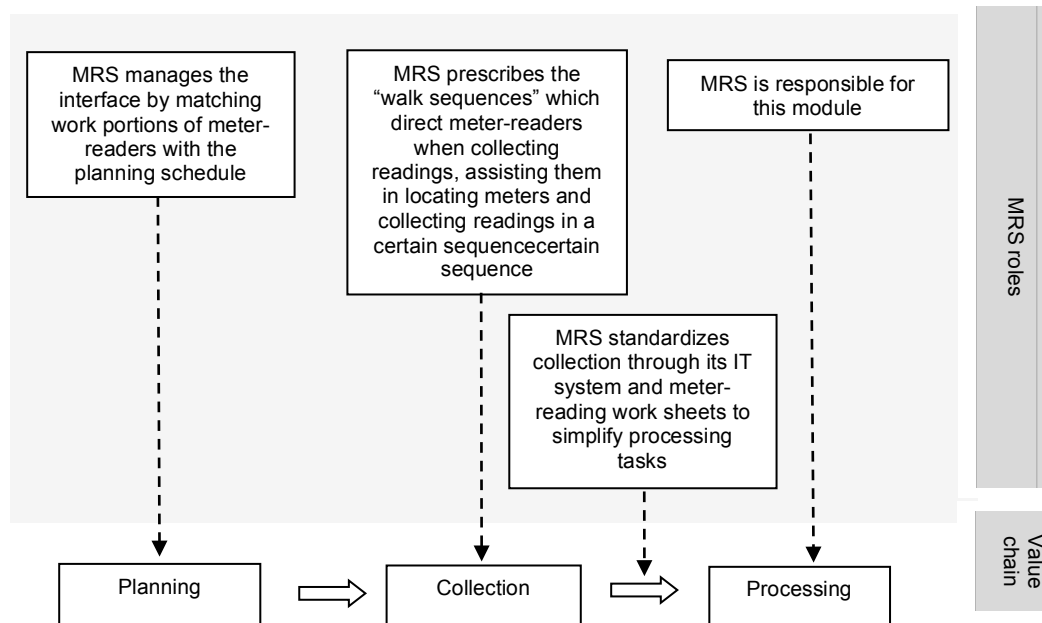 MRS manages the
interface by matching
work portions of meter-
readers with the
planning schedule
MRS prescribes the
“walk sequences” which
direct meter-readers
when collecting
readings, assisting them
in locating meters and
collecting readings in a
certain sequencecertain
sequence
MRS is responsible for
this module
MRS standardizes
collection through its IT
system and meter-
reading work sheets to
simplify processing
tasks
MRS roles
Planning
Collection
Processing
Value
chain